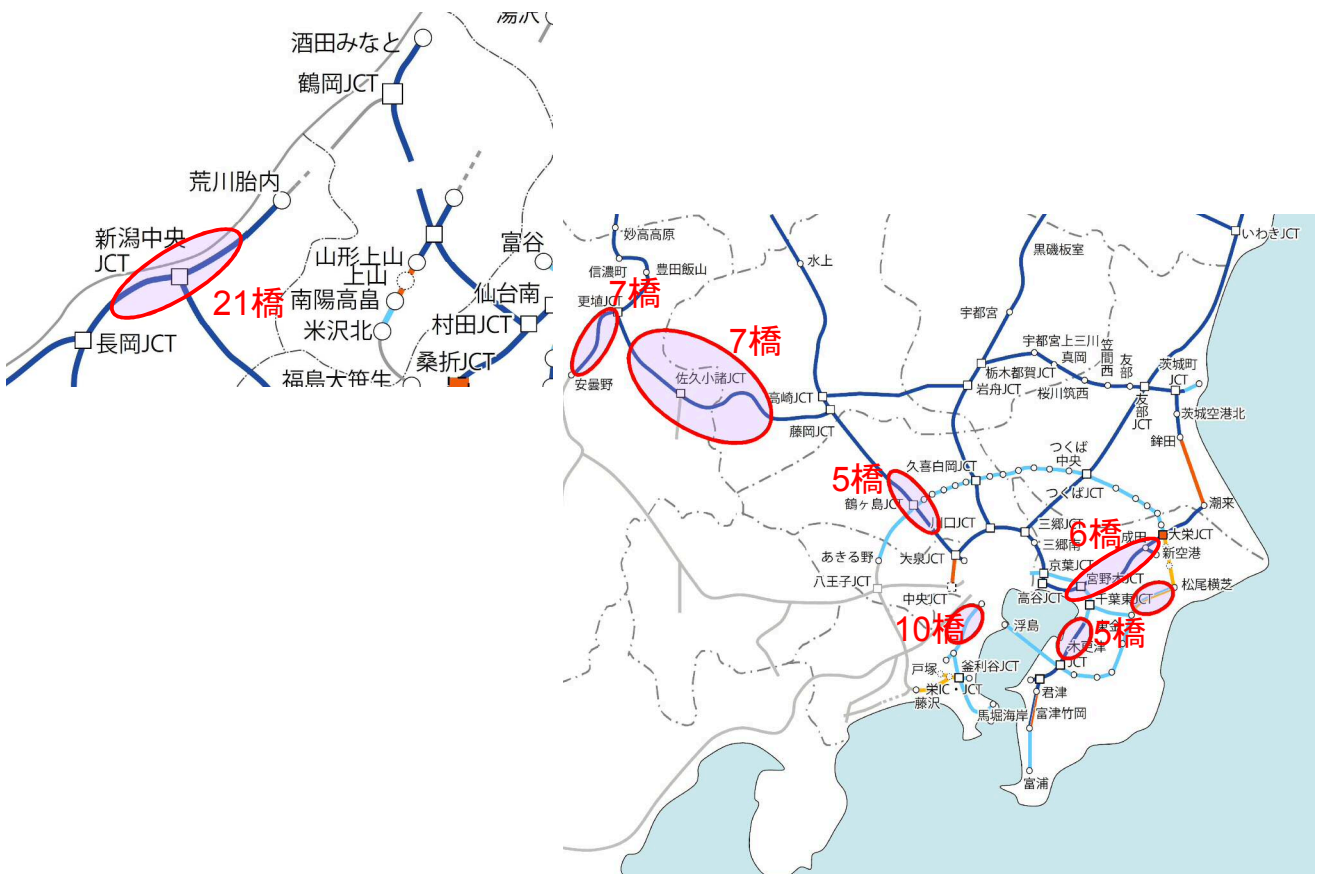 湯沢
酒田みなと
鶴岡JCT
荒川胎内
新潟中央
JCT
21橋
長岡JCT
山形上山
上山
南陽高畠
米沢北
富谷
仙台南
村田JCT
桑折JCT
福島大笹生
妙高高原
信濃町
豊田飯山
更埴JCT
7橋
安曇野
7橋
佐久小諸JCT
水上
黒磯板室
いわきJCT
宇都宮
宇都宮上三川
真岡
笠間西
友部
茨城町
JCT
栃木都賀JCT
岩舟JCT
桜川筑西
友部JCT
茨城空港北
鉾田
高崎JCT
藤岡JCT
5橋
久喜白岡JCT
つくば
中央
つくばJCT
鶴ヶ島JCT
川口JCT
三郷JCT
三郷南
6橋
成田
大栄JCT
新空港
潮来
あきる野
大泉JCT
京葉JCT
八王子JCT
中央JCT
高谷JCT
宮野木JCT
千葉東JCT
松尾横芝
10橋
浮島
東金
5橋
木更津
JCT
戸塚
釜利谷JCT
栄IC・JCT
藤沢
君津
馬堀海岸
富津竹岡
富浦